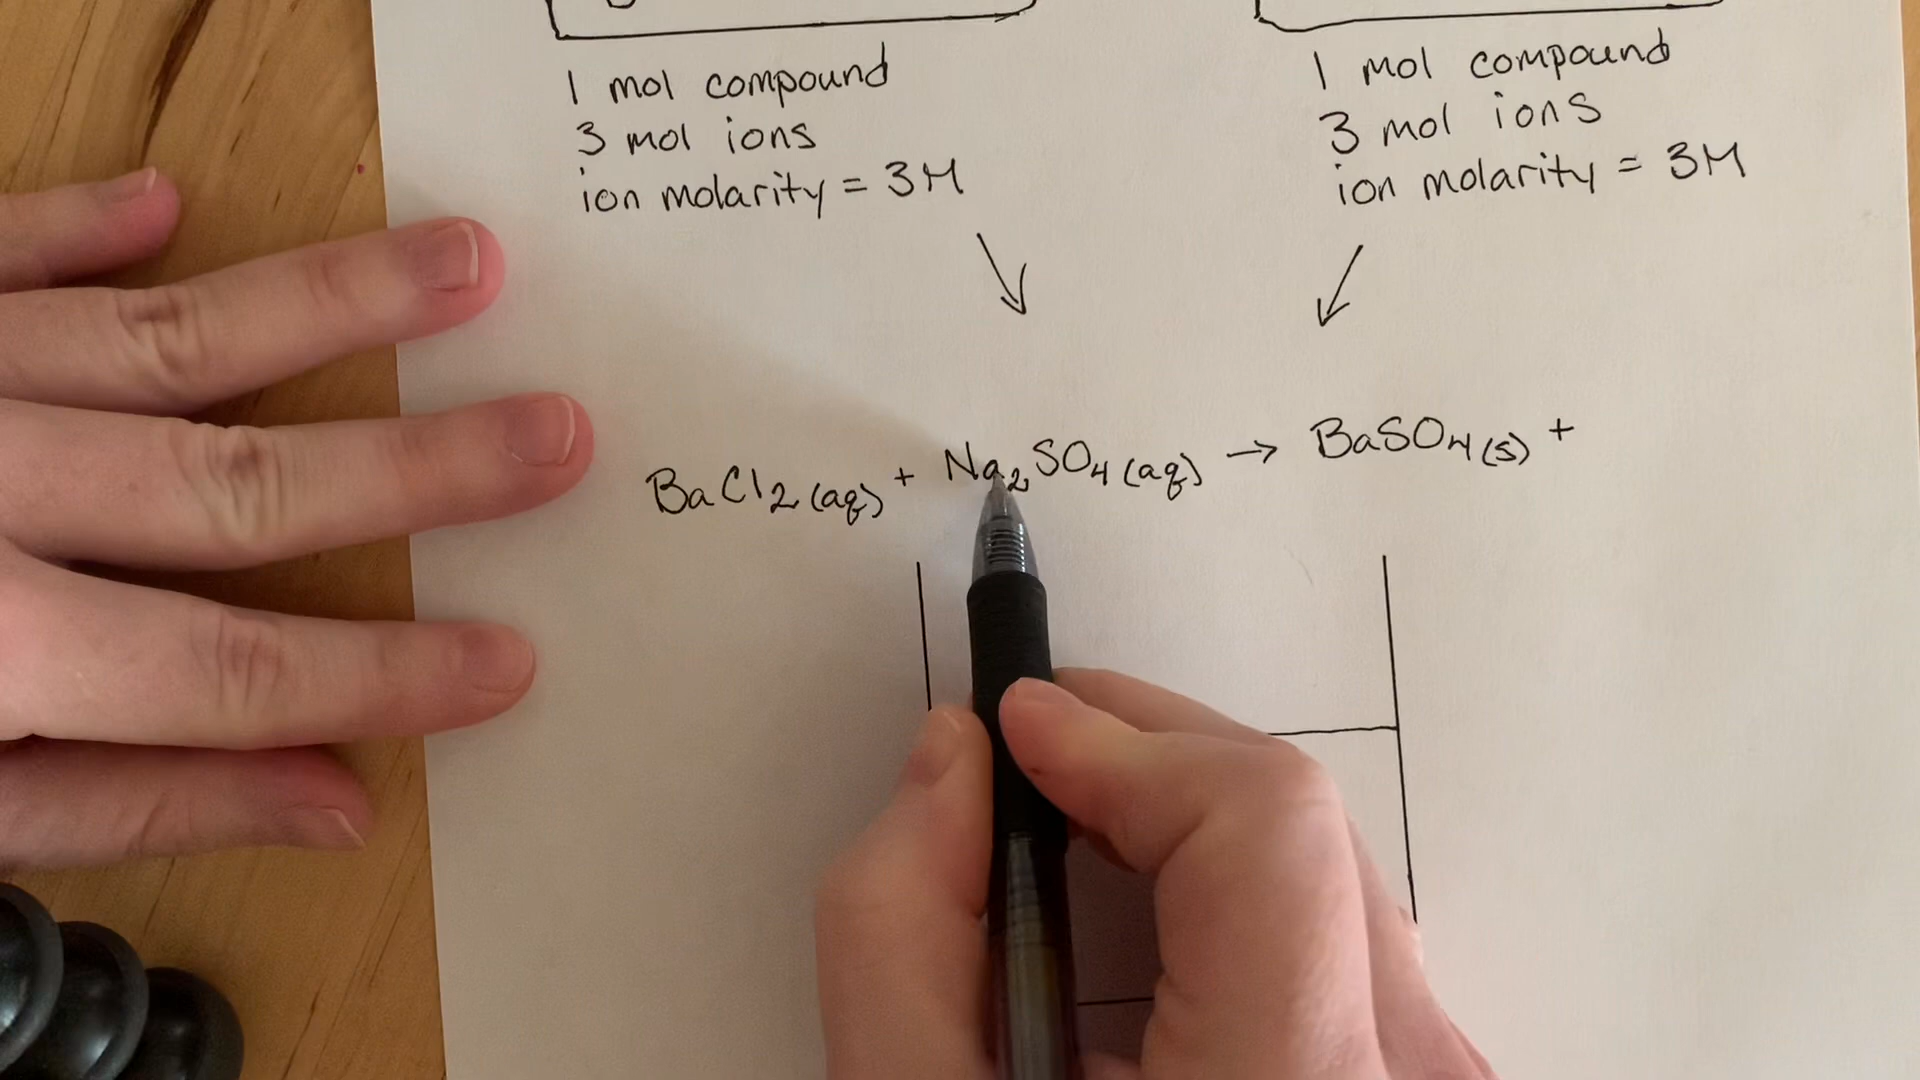 1 mol compound
3 mol ions
ion molarity = 3M
1 mol compound
3 mol ions
ion molarity = 3M
BaCl2 (aq) + Na2SO4 (aq) → BaSO4 (s) +